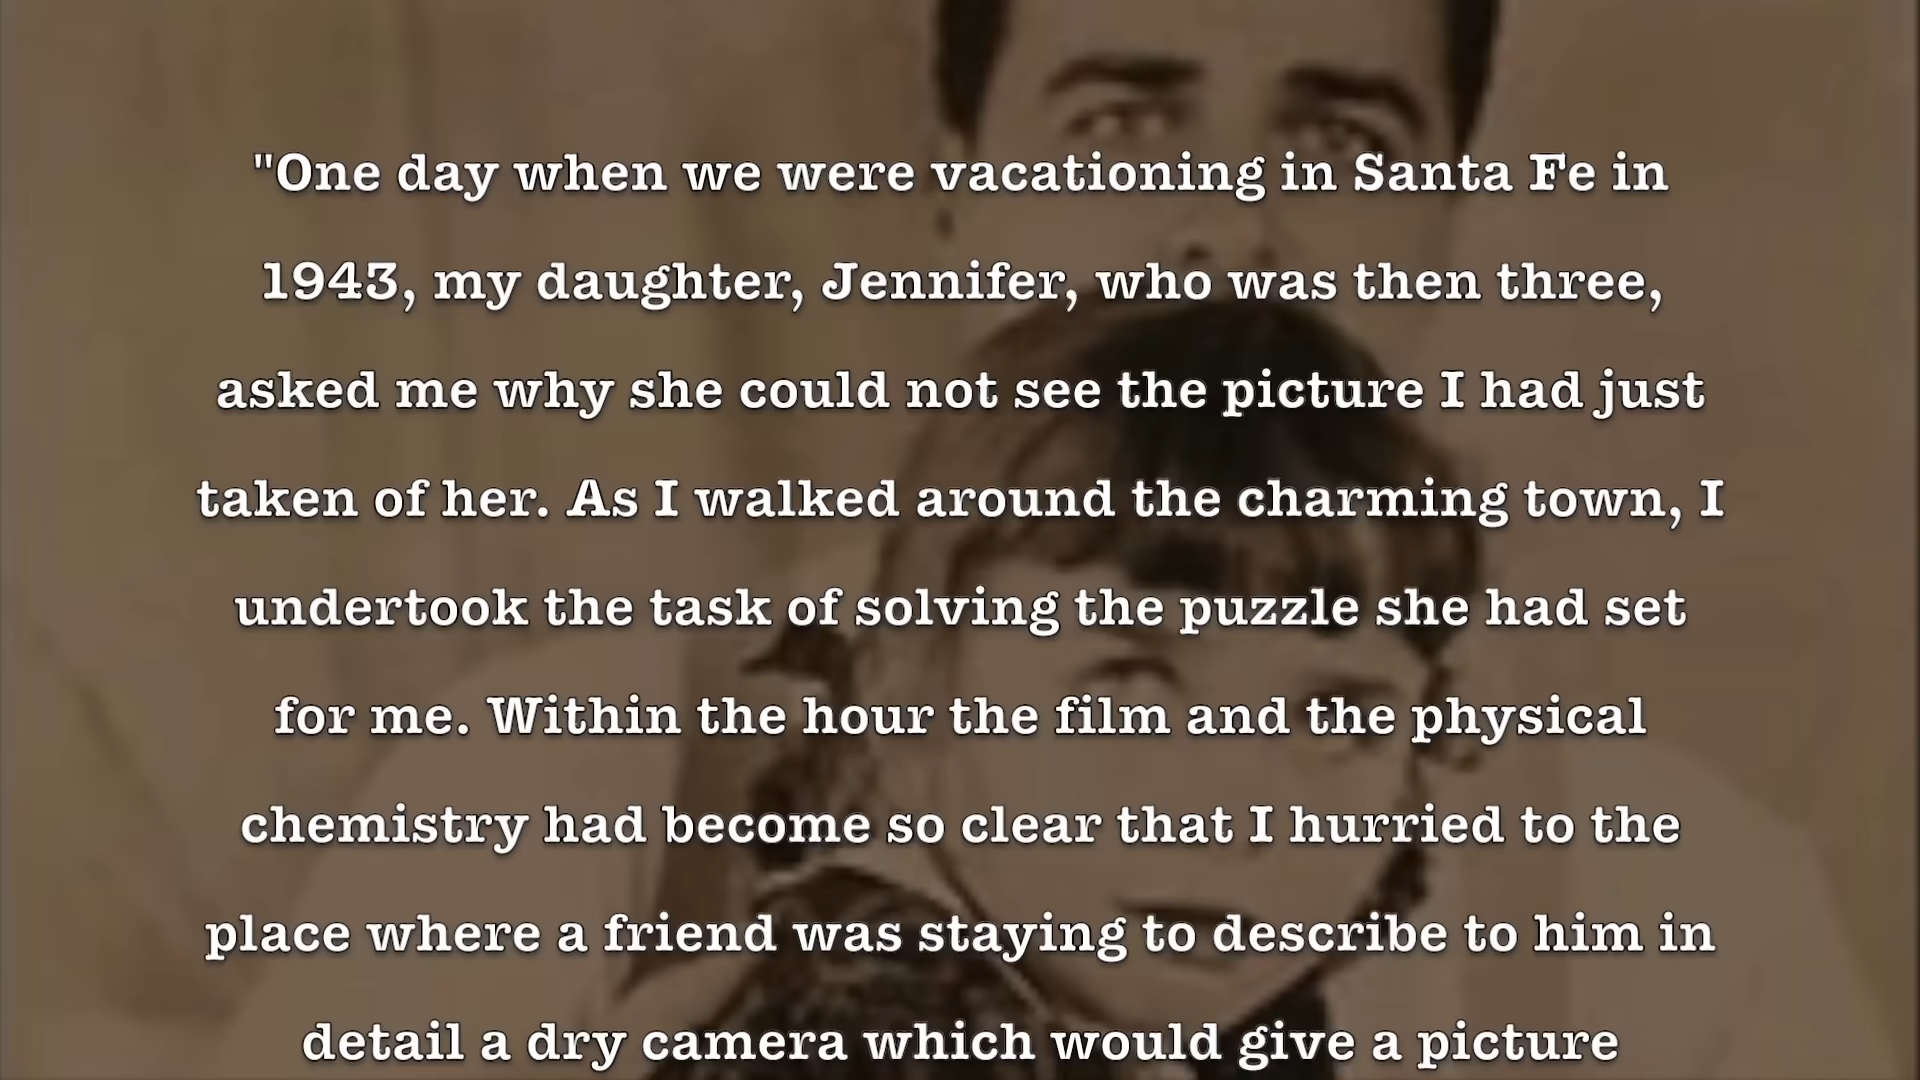 "One day when we were vacationing in Santa Fe in
1943, my daughter, Jennifer, who was then three,
asked me why she could not see the picture I had just
taken of her. As I walked around the charming town, I
undertook the task of solving the puzzle she had set
for me. Within the hour the film and the physical
chemistry had become so clear that I hurried to the
place where a friend was staying to describe to him in
detail a dry camera which would give a picture